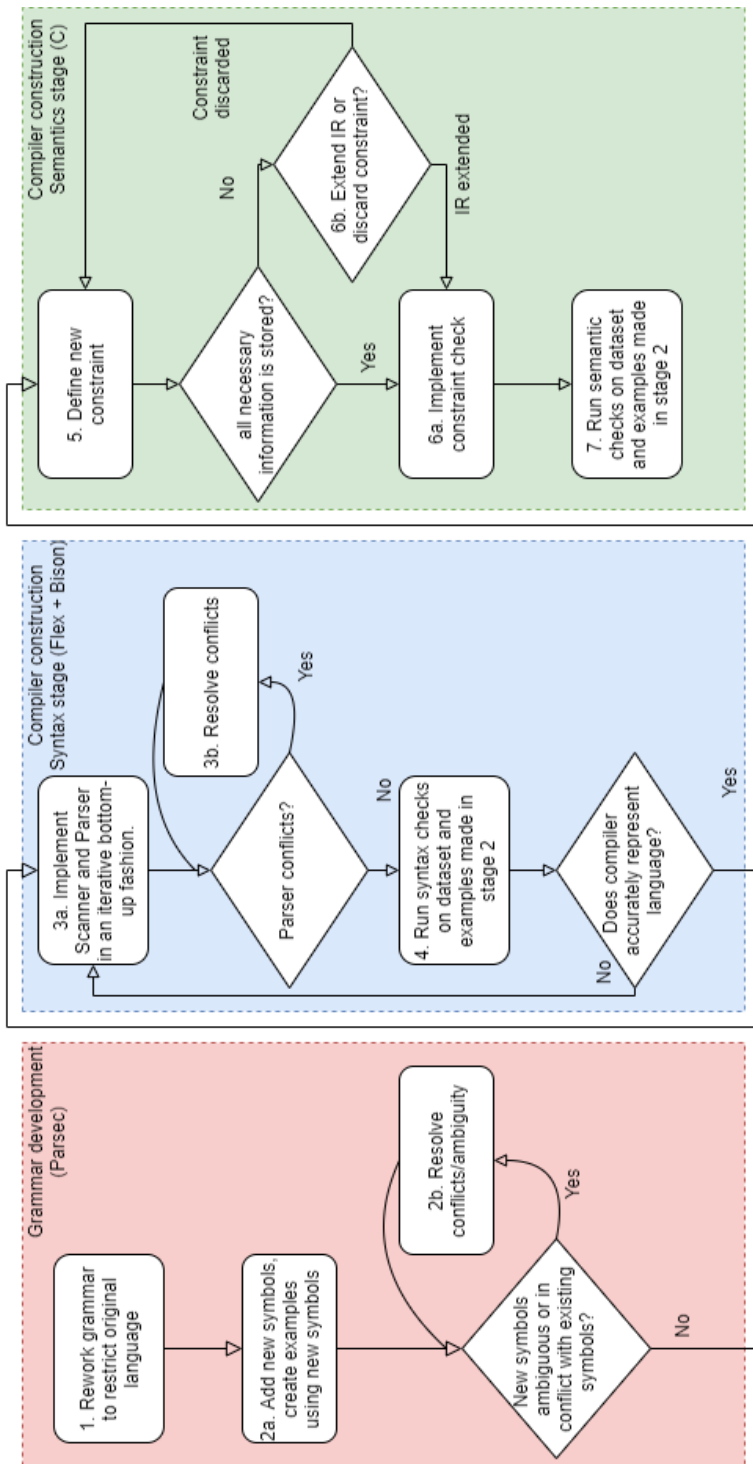 Grammar development
(Parsec)
1. Rework grammar
to restrict original
language
2a. Add new symbols,
create examples
using new symbols
New symbols
ambiguous or in
conflict with existing
symbols?
Yes
2b. Resolve
conflicts/ambiguity
No
Compiler construction
Syntax stage (Flex + Bison)
3a. Implement
Scanner and Parser
in an iterative bottom-
up fashion.
Parser conflicts?
Yes
3b. Resolve conflicts
No
4. Run syntax checks
on dataset and
examples made in
stage 2
Does compiler
accurately represent
language?
No
Yes
Compiler construction
Semantics stage (C)
5. Define new
constraint
all necessary
information is stored?
No
Yes
6b. Extend IR or
discard constraint?
Constraint
discarded
IR extended
6a. Implement
constraint check
7. Run semantic
checks on dataset
and examples made
in stage 2